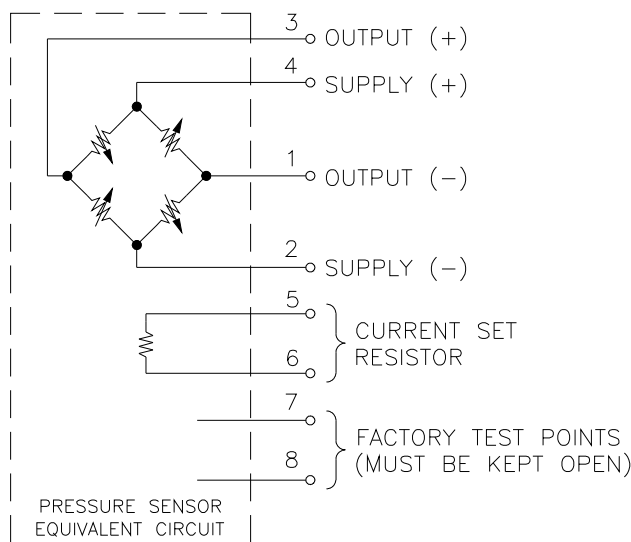 3
OUTPUT (+)
4
SUPPLY (+)
1
OUTPUT (−)
2
SUPPLY (−)
5
CURRENT SET
RESISTOR
6
7
FACTORY TEST POINTS
(MUST BE KEPT OPEN)
8
PRESSURE SENSOR
EQUIVALENT CIRCUIT